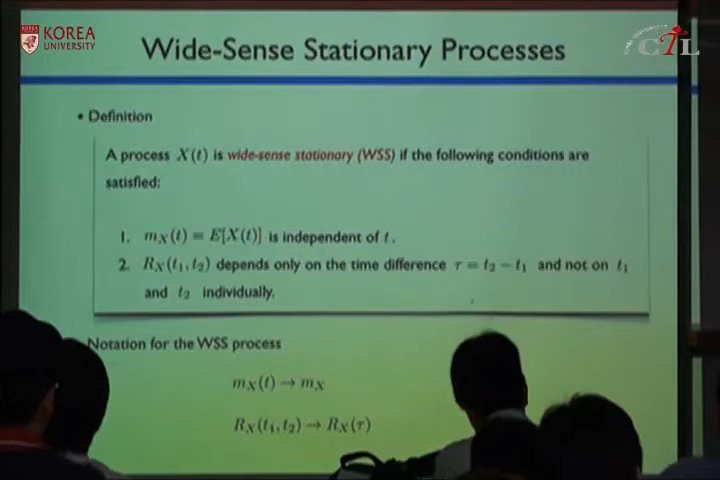 KOREA
UNIVERSITY
CTL
Wide-Sense Stationary Processes
• Definition
A process X(t) is wide-sense stationary (WSS) if the following conditions are
satisfied:
1. m_X(t) = E[X(t)] is independent of t.
2. R_X(t_1, t_2) depends only on the time difference τ = t_2 − t_1 and not on t_1
and t_2 individually.
Notation for the WSS process
m_X(t) → m_X
R_X(t_1, t_2) → R_X(τ)